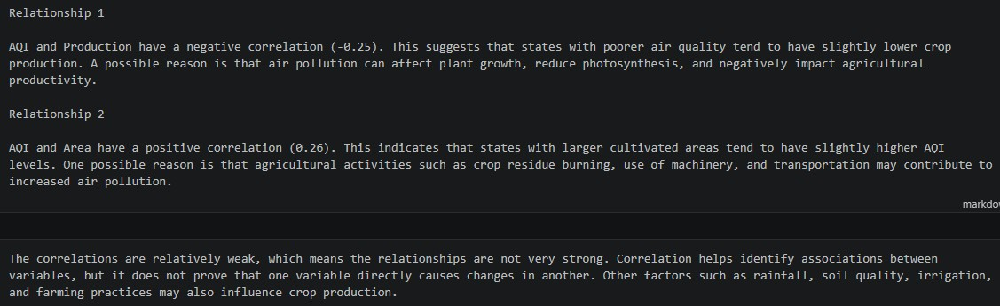 Relationship 1
AQI and Production have a negative correlation (-0.25). This suggests that states with poorer air quality tend to have slightly lower crop
production. A possible reason is that air pollution can affect plant growth, reduce photosynthesis, and negatively impact agricultural
productivity.
Relationship 2
AQI and Area have a positive correlation (0.26). This indicates that states with larger cultivated areas tend to have slightly higher AQI
levels. One possible reason is that agricultural activities such as crop residue burning, use of machinery, and transportation may contribute to
increased air pollution.
markdo
The correlations are relatively weak, which means the relationships are not very strong. Correlation helps identify associations between
variables, but it does not prove that one variable directly causes changes in another. Other factors such as rainfall, soil quality, irrigation,
and farming practices may also influence crop production.